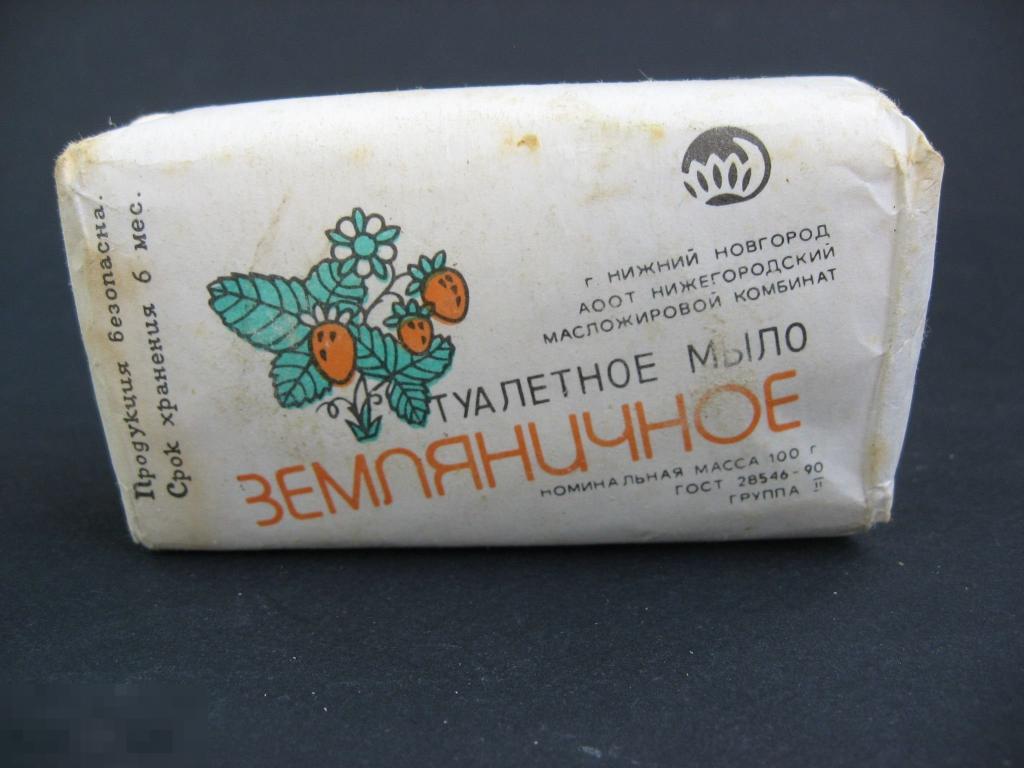 Продукция безопасна.
Срок хранения 6 мес.
Г НИЖНИЙ НОВГОРОД
АООТ НИЖЕГОРОДСКИЙ
МАСЛОЖИРОВОЙ КОМБИНАТ
ТУАЛЕТНОЕ МЫЛО
ЗЕМЛЯНИЧНОЕ
НОМИНАЛЬНАЯ МАССА 100 Г
ГОСТ 28546-90
ГРУППА II